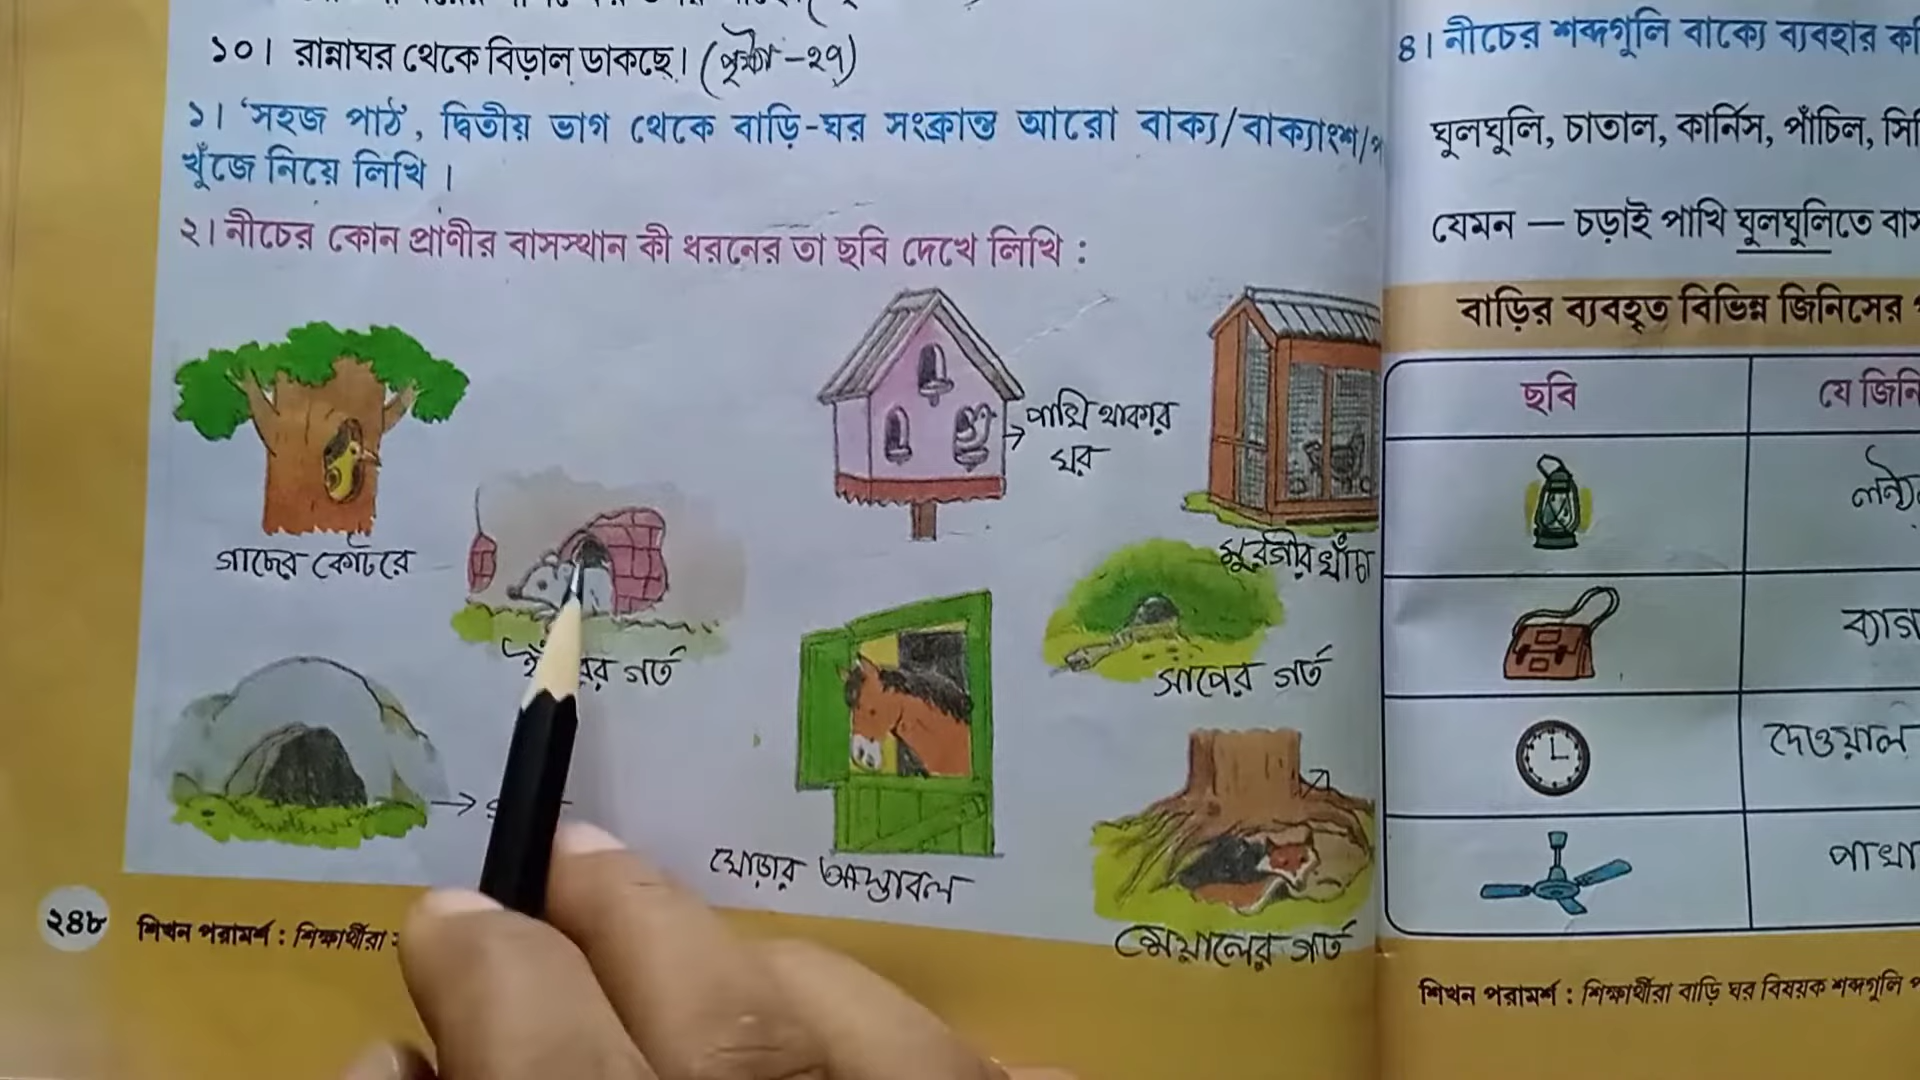 ১০। রান্নাঘর থেকে বিড়াল ডাকছে। (পৃষ্ঠা – ২৭)
১। 'সহজ পাঠ', দ্বিতীয় ভাগ থেকে বাড়ি-ঘর সংক্রান্ত আরো বাক্য/বাক্যাংশ/
খুঁজে নিয়ে লিখি।
২। নীচের কোন প্রাণীর বাসস্থান কী ধরনের তা ছবি দেখে লিখি :
পাখি থাকার
ঘর
গাছের কোটরে
মুরগীর খাঁচা
গর্ত
সাপের গর্ত
ঘোড়ার আস্তাবল
শেয়ালের গর্ত
২৪৮
শিখন পরামর্শ : শিক্ষার্থীরা
৪। নীচের শব্দগুলি বাক্যে ব্যবহার
ঘুলঘুলি, চাতাল, কার্নিস, পাঁচিল,
যেমন — চড়াই পাখি ঘুলঘুলিতে
বাড়ির ব্যবহৃত বিভিন্ন জিনিসের
ছবি
যে
ব্যাগ
দেওয়াল
পাখা
শিখন পরামর্শ : শিক্ষার্থীরা বাড়ি ঘর বিষয়ক শব্দগুলি